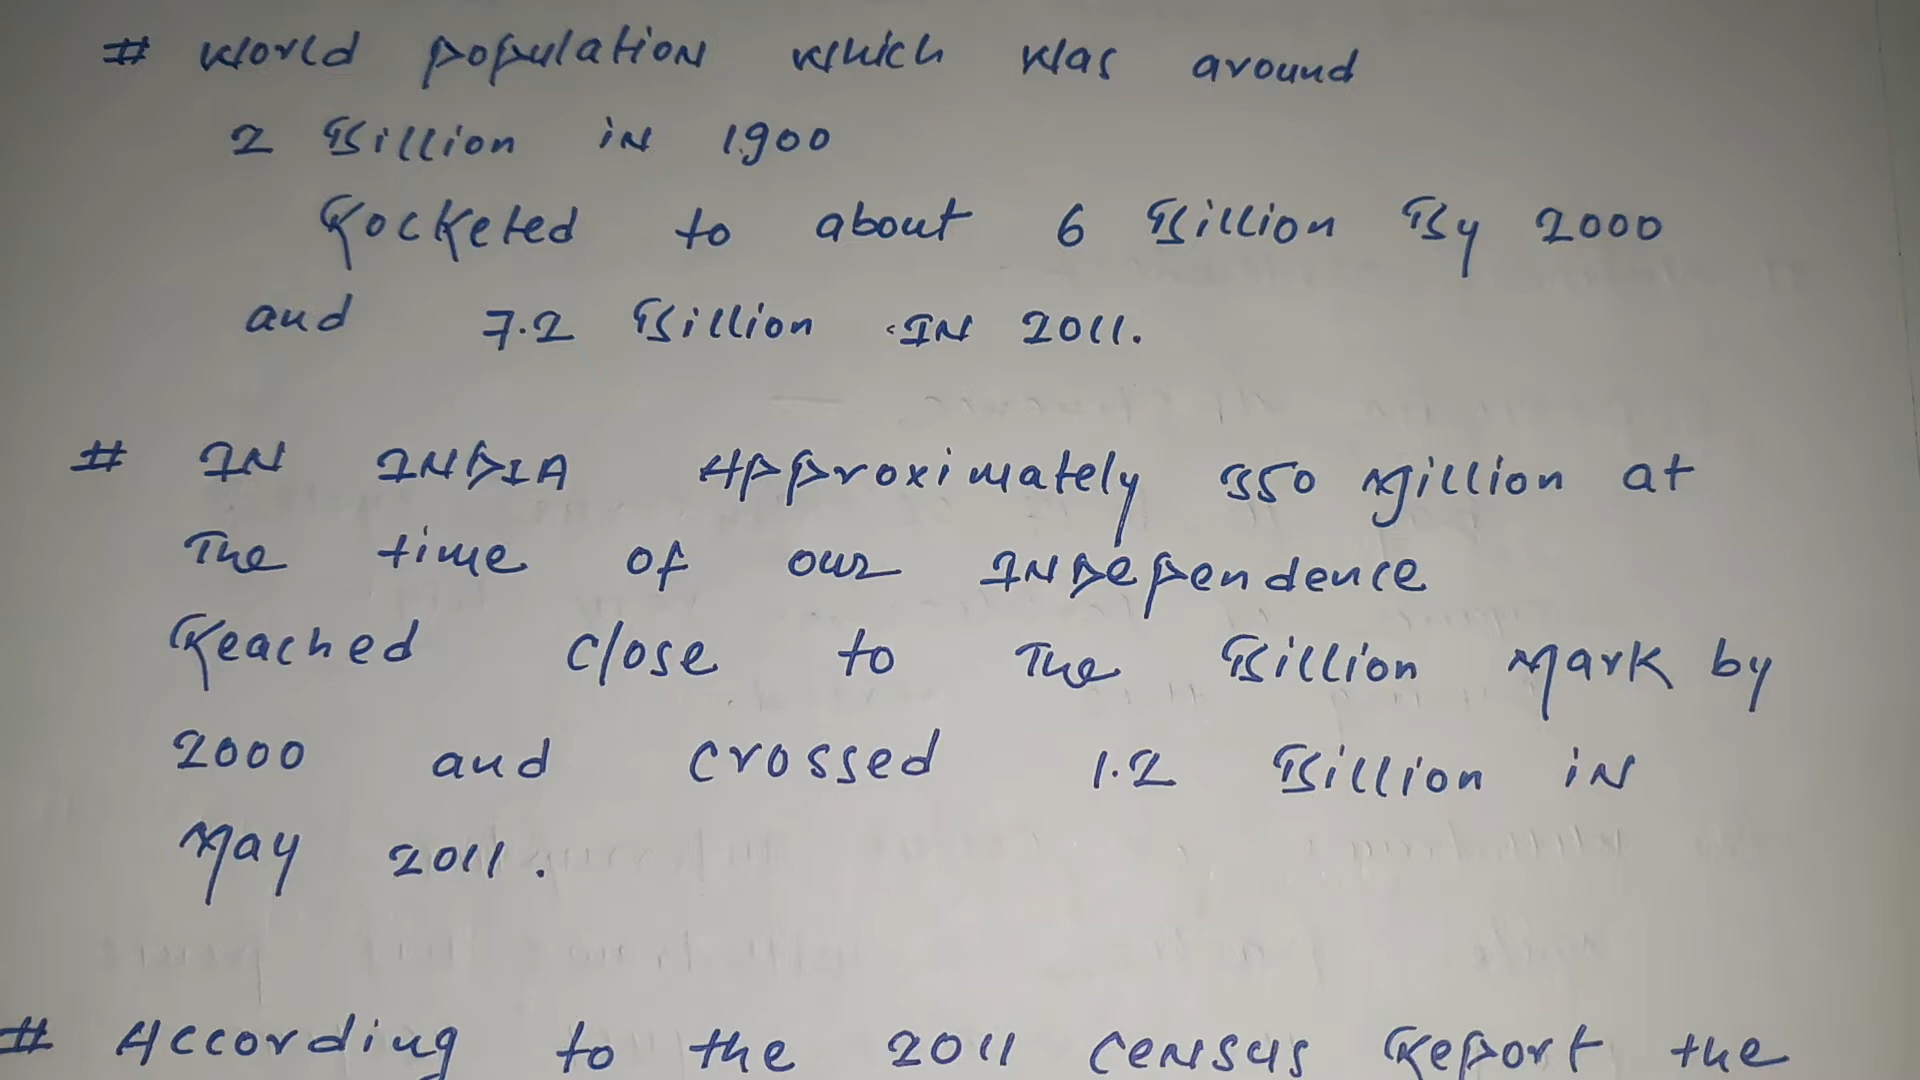 # World population which was around
2 Billion in 1900
Rocketed to about 6 Billion By 2000
and 7.2 Billion IN 2011.
# IN INDIA Approximately 350 Million at
The time of our INDependence
Reached close to The Billion Mark by
2000 and crossed 1.2 Billion in
May 2011.
# According to the 2011 census Report the